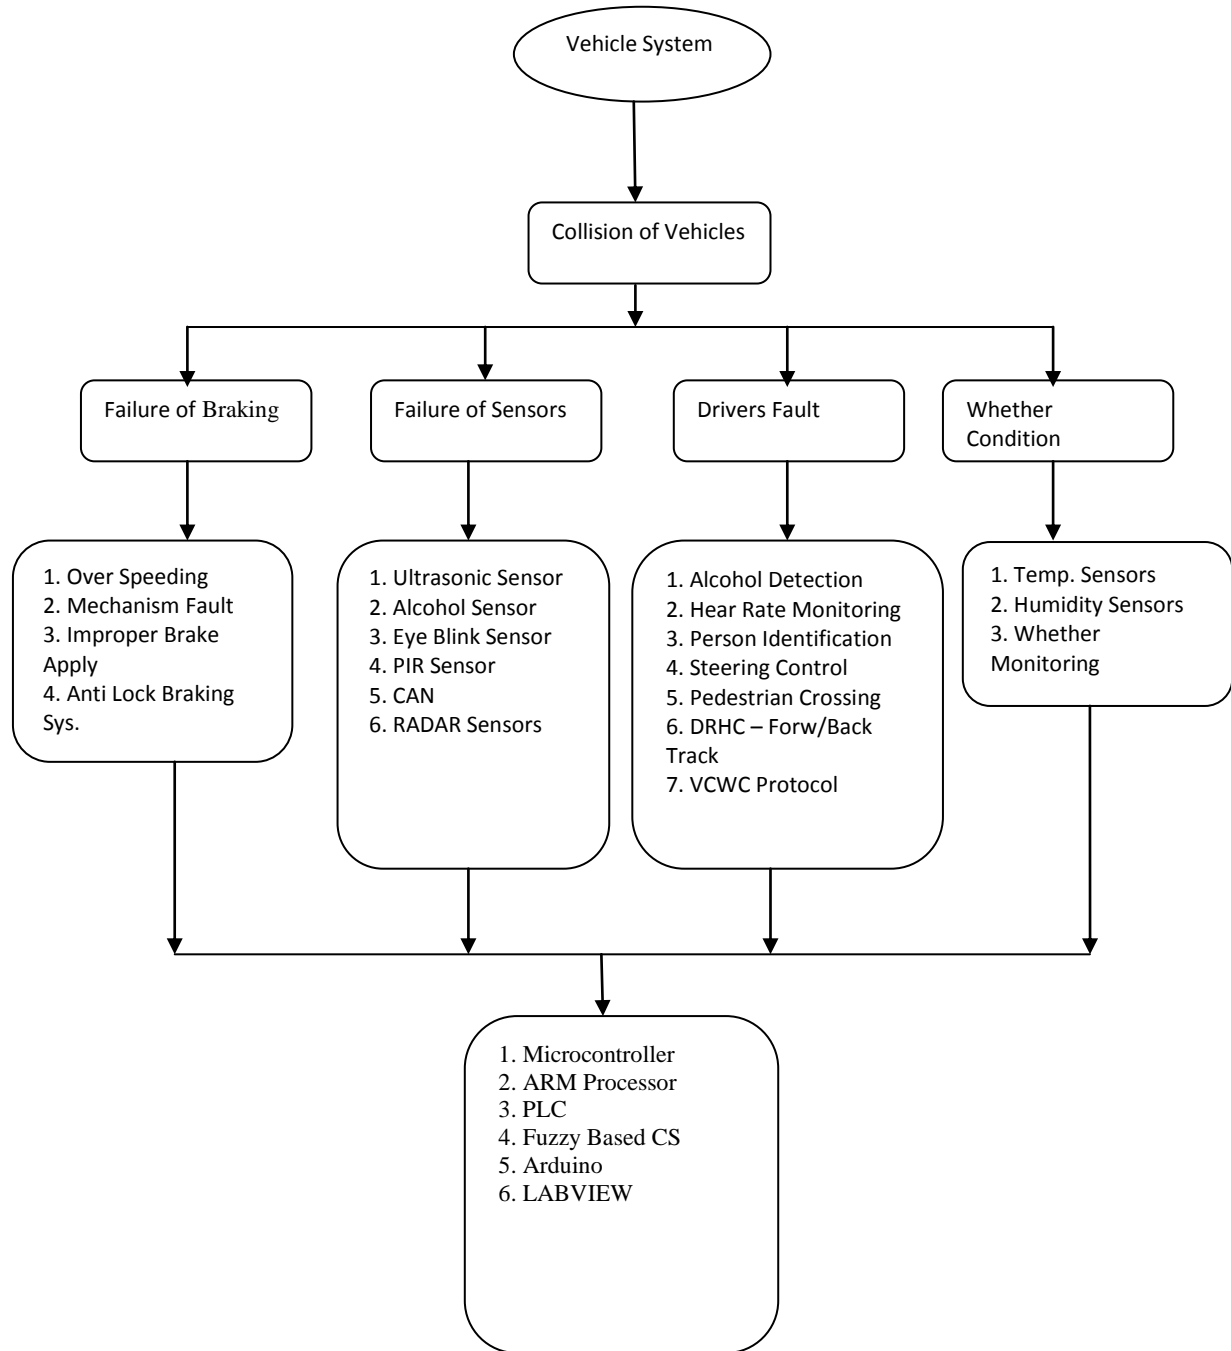 Vehicle System
Collision of Vehicles
Failure of Braking
Failure of Sensors
Drivers Fault
Whether
Condition
1. Over Speeding
2. Mechanism Fault
3. Improper Brake
Apply
4. Anti Lock Braking
Sys.
1. Ultrasonic Sensor
2. Alcohol Sensor
3. Eye Blink Sensor
4. PIR Sensor
5. CAN
6. RADAR Sensors
1. Alcohol Detection
2. Hear Rate Monitoring
3. Person Identification
4. Steering Control
5. Pedestrian Crossing
6. DRHC – Forw/Back
Track
7. VCWC Protocol
1. Temp. Sensors
2. Humidity Sensors
3. Whether
Monitoring
1. Microcontroller
2. ARM Processor
3. PLC
4. Fuzzy Based CS
5. Arduino
6. LABVIEW